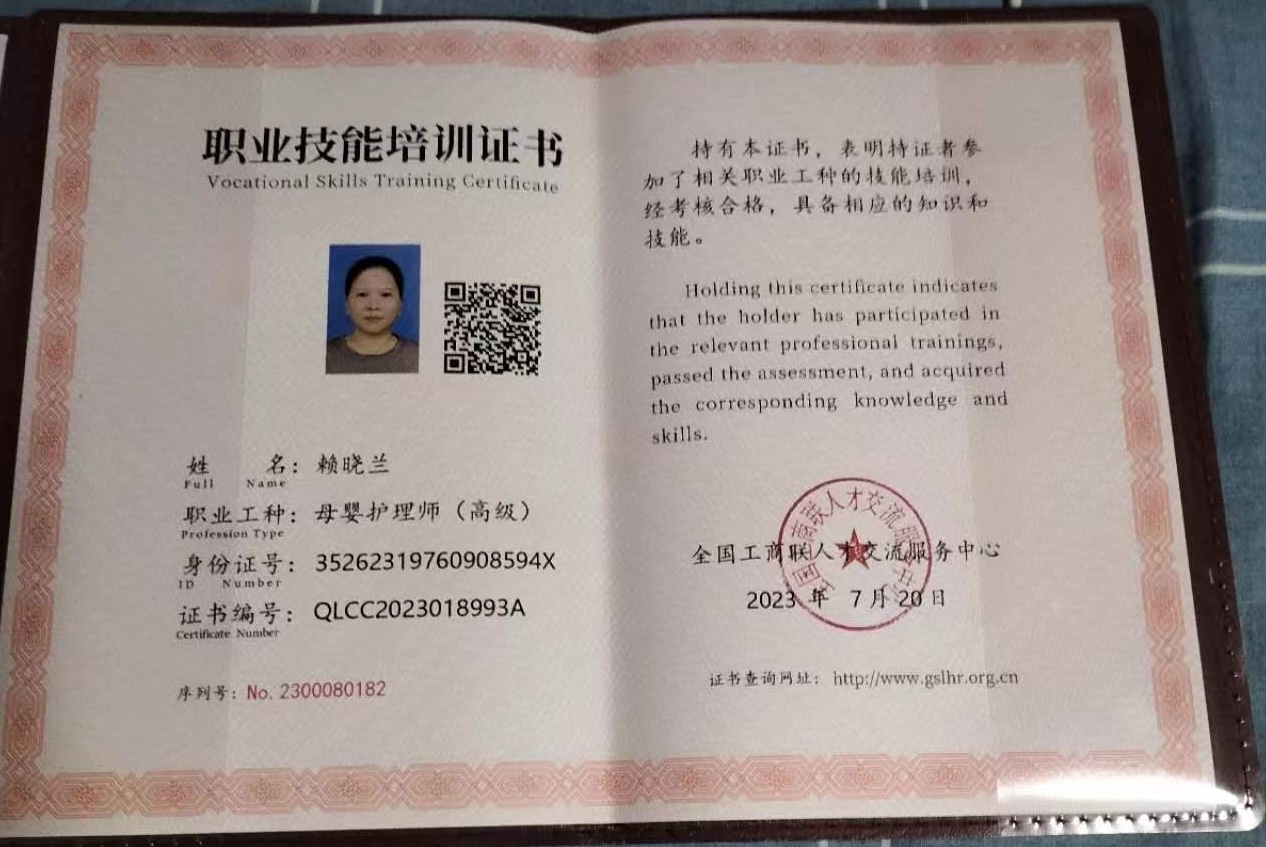 职业技能培训证书
Vocational Skills Training Certificate
姓 名：赖晓兰
Full Name
职业工种：母婴护理师（高级）
Profession Type
身份证号：35262319760908594X
ID Number
证书编号：QLCC2023018993A
Certificate Number
序列号：No. 2300080182
持有本证书，表明持证者参
加了相关职业工种的技能培训，
经考核合格，具备相应的知识和
技能。
Holding this certificate indicates
that the holder has participated in
the relevant professional trainings,
passed the assessment, and acquired
the corresponding knowledge and
skills.
全国工商联人才交流服务中心
全国工商联人才交流服务中心
2023 年 7 月 20 日
证书查询网址：http://www.gslhr.org.cn